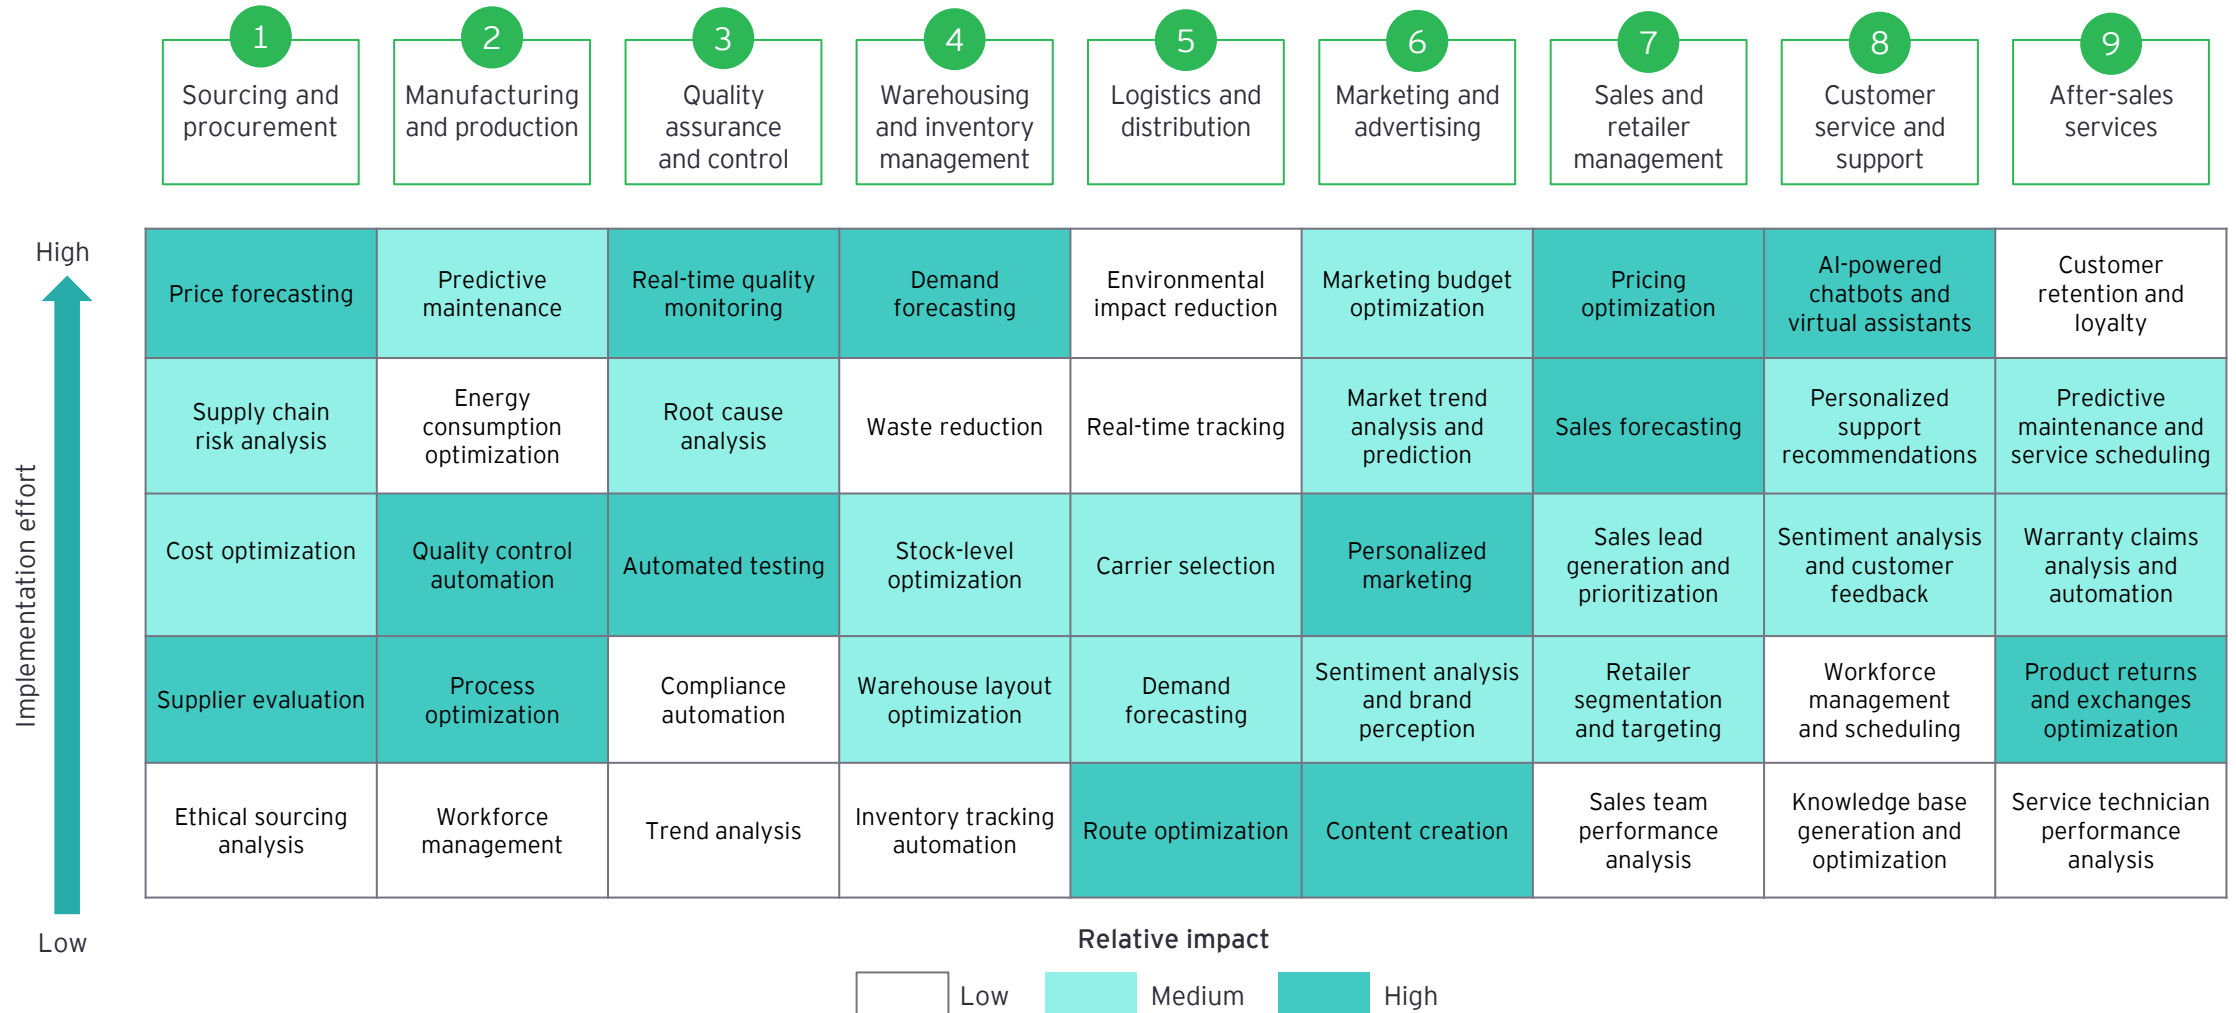 1
Sourcing and
procurement
2
Manufacturing
and production
3
Quality
assurance
and control
4
Warehousing
and inventory
management
5
Logistics and
distribution
6
Marketing and
advertising
7
Sales and
retailer
management
8
Customer
service and
support
9
After-sales
services
High
Implementation effort
Low
Price forecasting
Predictive
maintenance
Real-time quality
monitoring
Demand
forecasting
Environmental
impact reduction
Marketing budget
optimization
Pricing
optimization
AI-powered
chatbots and
virtual assistants
Customer
retention and
loyalty
Supply chain
risk analysis
Energy
consumption
optimization
Root cause
analysis
Waste reduction
Real-time tracking
Market trend
analysis and
prediction
Sales forecasting
Personalized
support
recommendations
Predictive
maintenance and
service scheduling
Cost optimization
Quality control
automation
Automated testing
Stock-level
optimization
Carrier selection
Personalized
marketing
Sales lead
generation and
prioritization
Sentiment analysis
and customer
feedback
Warranty claims
analysis and
automation
Supplier evaluation
Process
optimization
Compliance
automation
Warehouse layout
optimization
Demand
forecasting
Sentiment analysis
and brand
perception
Retailer
segmentation
and targeting
Workforce
management
and scheduling
Product returns
and exchanges
optimization
Ethical sourcing
analysis
Workforce
management
Trend analysis
Inventory tracking
automation
Route optimization
Content creation
Sales team
performance
analysis
Knowledge base
generation and
optimization
Service technician
performance
analysis
Relative impact
Low
Medium
High